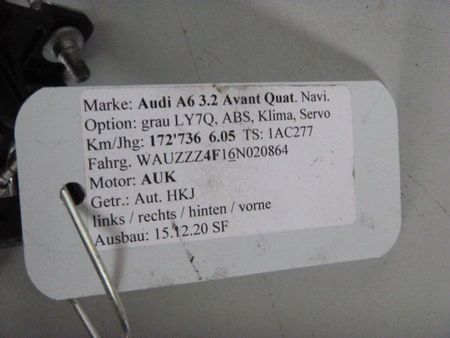 Marke: Audi A6 3.2 Avant Quat. Navi.
Option: grau LY7Q, ABS, Klima, Servo
Km/Jhg: 172'736 6.05 TS: 1AC277
Fahrg. WAUZZZ4F16N020864
Motor: AUK
Getr.: Aut. HKJ
links / rechts / hinten / vorne
Ausbau: 15.12.20 SF